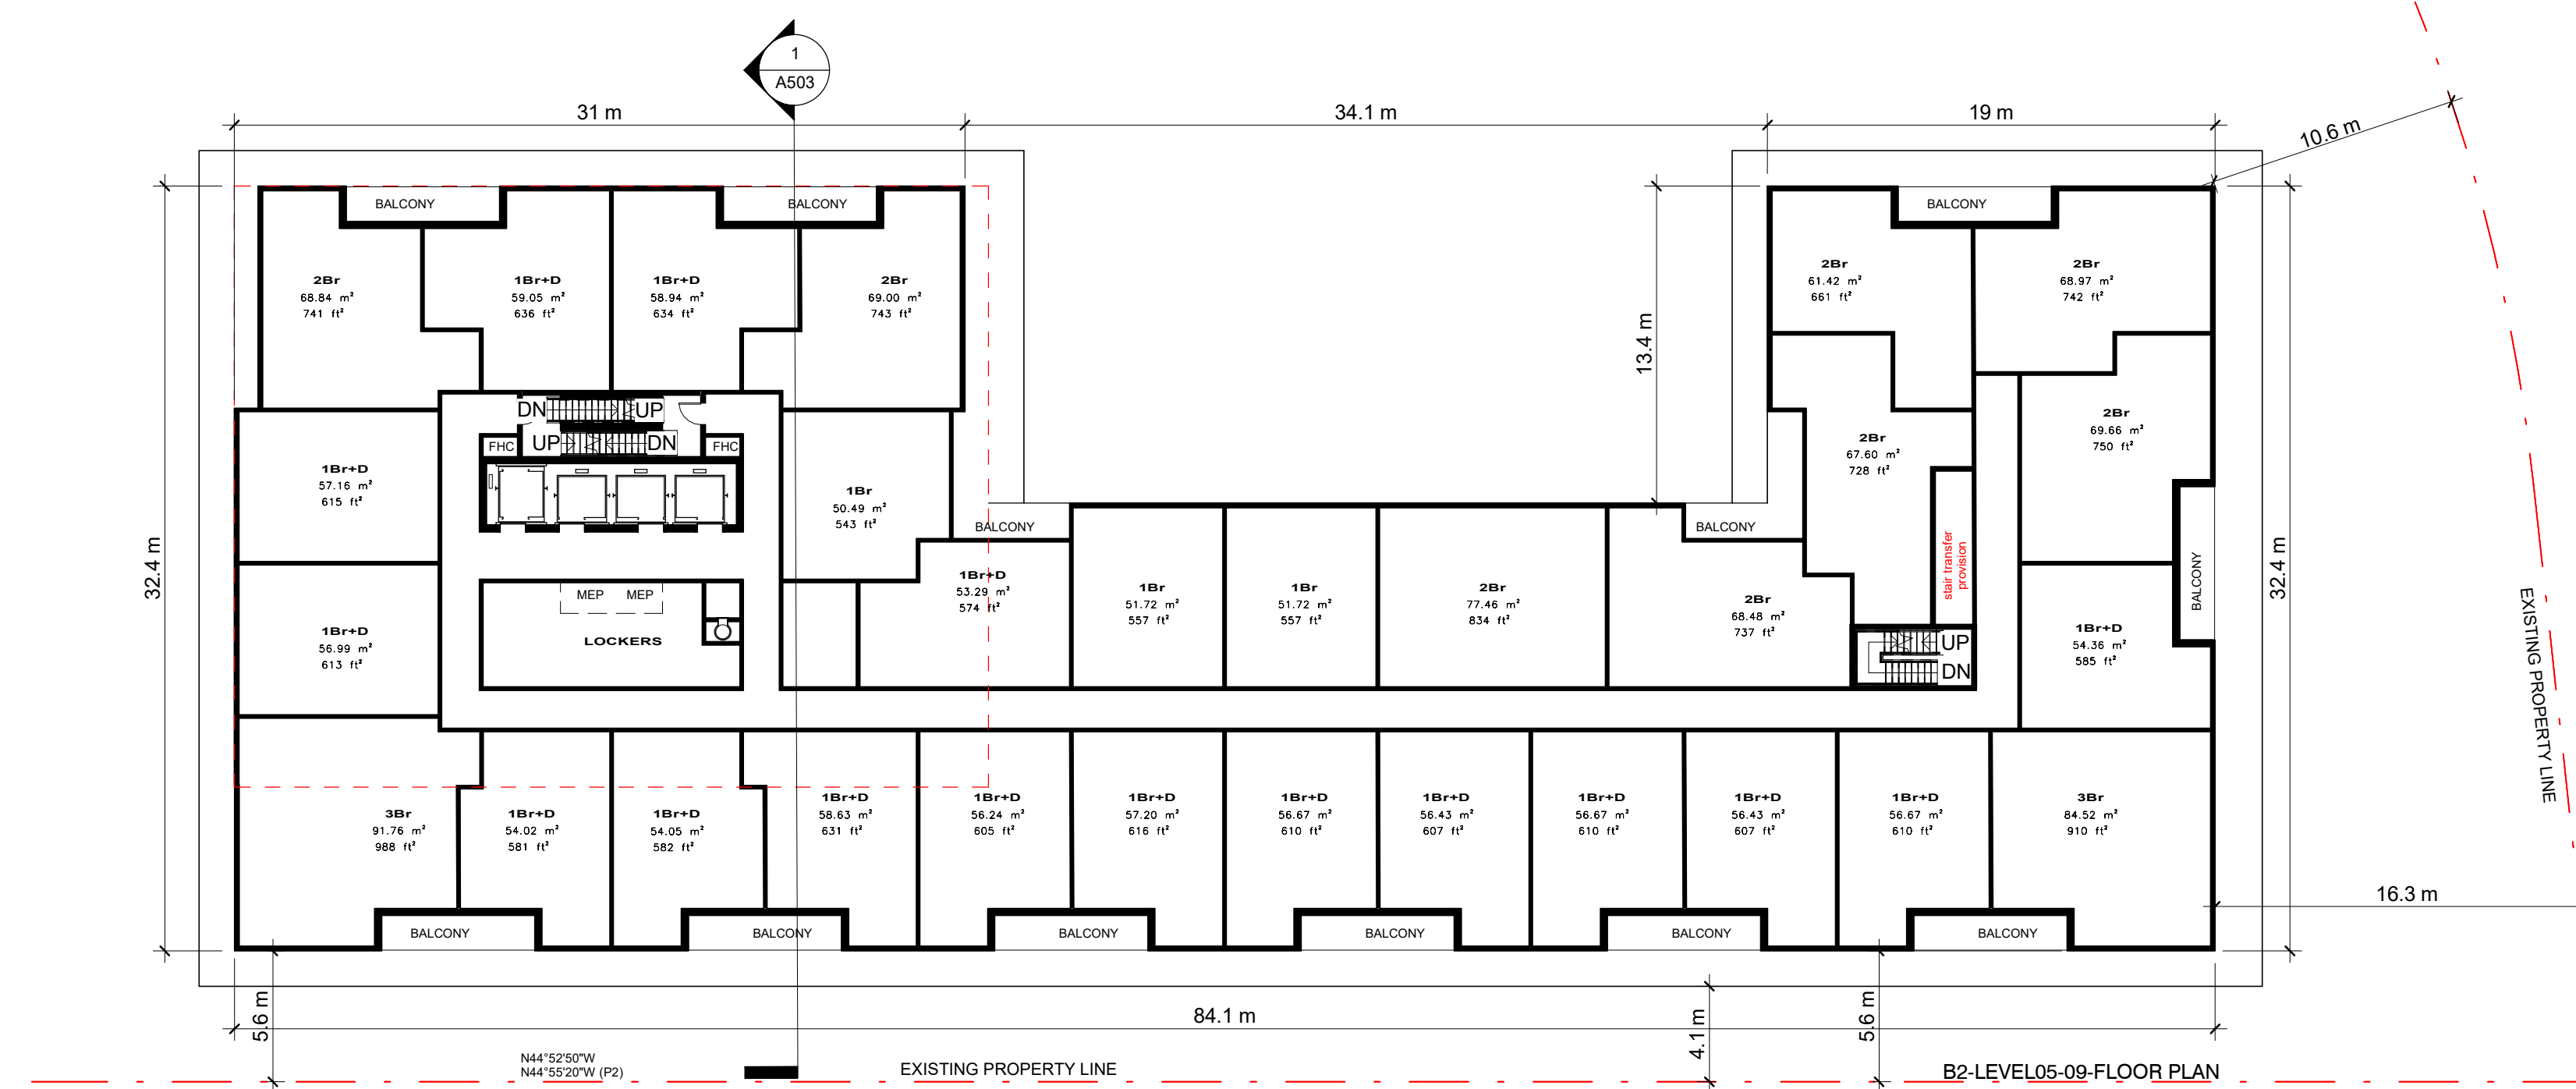 1
A503
31 m
34.1 m
19 m
10.6 m
BALCONY
BALCONY
BALCONY
2Br
68.84 m²
741 ft²
1Br+D
59.05 m²
636 ft²
1Br+D
58.94 m²
634 ft²
2Br
69.00 m²
743 ft²
2Br
61.42 m²
661 ft²
2Br
68.97 m²
742 ft²
13.4 m
32.4 m
32.4 m
DN
UP
UP
DN
FHC
FHC
1Br+D
57.16 m²
615 ft²
1Br
50.49 m²
543 ft²
2Br
67.60 m²
728 ft²
2Br
69.66 m²
750 ft²
BALCONY
BALCONY
BALCONY
stair transfer
provision
1Br+D
56.99 m²
613 ft²
MEP
MEP
LOCKERS
1Br+D
53.29 m²
574 ft²
1Br
51.72 m²
557 ft²
1Br
51.72 m²
557 ft²
2Br
77.46 m²
834 ft²
2Br
68.48 m²
737 ft²
UP
DN
1Br+D
54.36 m²
585 ft²
EXISTING PROPERTY LINE
3Br
91.76 m²
988 ft²
1Br+D
54.02 m²
581 ft²
1Br+D
54.05 m²
582 ft²
1Br+D
58.63 m²
631 ft²
1Br+D
56.24 m²
605 ft²
1Br+D
57.20 m²
616 ft²
1Br+D
56.67 m²
610 ft²
1Br+D
56.43 m²
607 ft²
1Br+D
56.67 m²
610 ft²
1Br+D
56.43 m²
607 ft²
1Br+D
56.67 m²
610 ft²
3Br
84.52 m²
910 ft²
16.3 m
BALCONY
BALCONY
BALCONY
BALCONY
BALCONY
BALCONY
5.6 m
84.1 m
4.1 m
5.6 m
N44°52'50"W
N44°55'20"W (P2)
EXISTING PROPERTY LINE
B2-LEVEL05-09-FLOOR PLAN